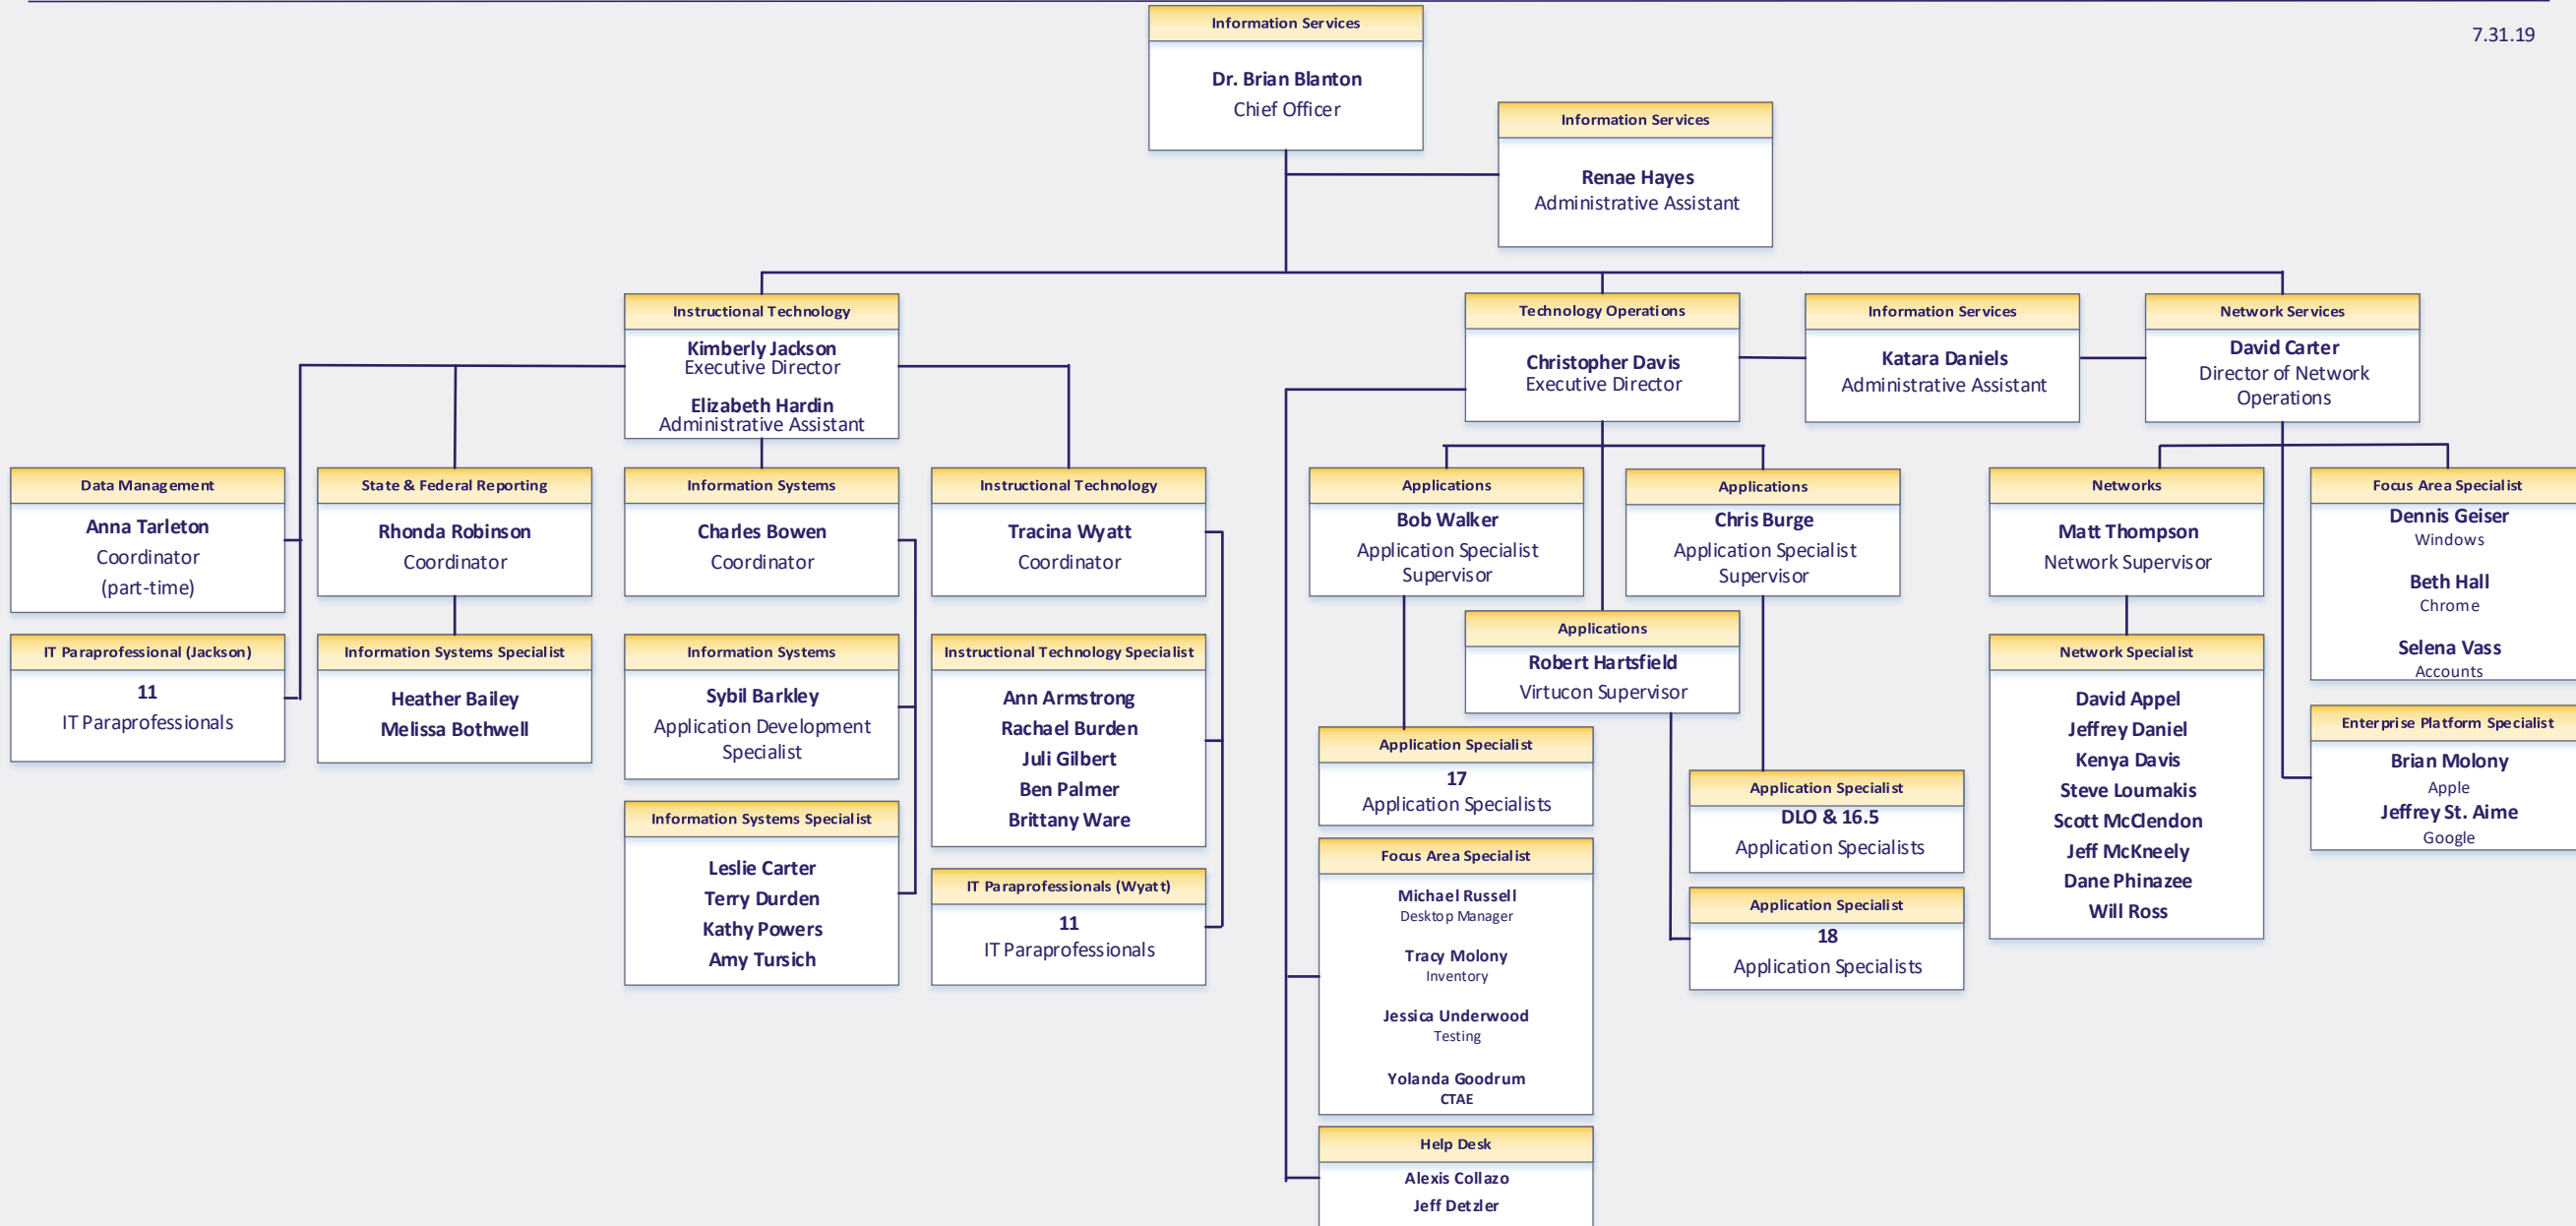 Information Services
7.31.19
Dr. Brian Blanton
Chief Officer
Information Services
Renae Hayes
Administrative Assistant
Instructional Technology
Kimberly Jackson
Executive Director
Elizabeth Hardin
Administrative Assistant
Technology Operations
Christopher Davis
Executive Director
Information Services
Katara Daniels
Administrative Assistant
Network Services
David Carter
Director of Network
Operations
Data Management
Anna Tarleton
Coordinator
(part-time)
State & Federal Reporting
Rhonda Robinson
Coordinator
Information Systems
Charles Bowen
Coordinator
Instructional Technology
Tracina Wyatt
Coordinator
Applications
Bob Walker
Application Specialist
Supervisor
Applications
Chris Burge
Application Specialist
Supervisor
Networks
Matt Thompson
Network Supervisor
Focus Area Specialist
Dennis Geiser
Windows
Beth Hall
Chrome
Selena Vass
Accounts
IT Paraprofessional (Jackson)
11
IT Paraprofessionals
Information Systems Specialist
Heather Bailey
Melissa Bothwell
Information Systems
Sybil Barkley
Application Development
Specialist
Instructional Technology Specialist
Ann Armstrong
Rachael Burden
Juli Gilbert
Ben Palmer
Brittany Ware
Applications
Robert Hartsfield
Virtucon Supervisor
Network Specialist
David Appel
Jeffrey Daniel
Kenya Davis
Steve Loumakis
Scott McClendon
Jeff McKneely
Dane Phinazee
Will Ross
Enterprise Platform Specialist
Brian Molony
Apple
Jeffrey St. Aime
Google
Information Systems Specialist
Leslie Carter
Terry Durden
Kathy Powers
Amy Tursich
IT Paraprofessionals (Wyatt)
11
IT Paraprofessionals
Application Specialist
17
Application Specialists
Application Specialist
DLO & 16.5
Application Specialists
Focus Area Specialist
Michael Russell
Desktop Manager
Tracy Molony
Inventory
Jessica Underwood
Testing
Yolanda Goodrum
CTAE
Application Specialist
18
Application Specialists
Help Desk
Alexis Collazo
Jeff Detzler